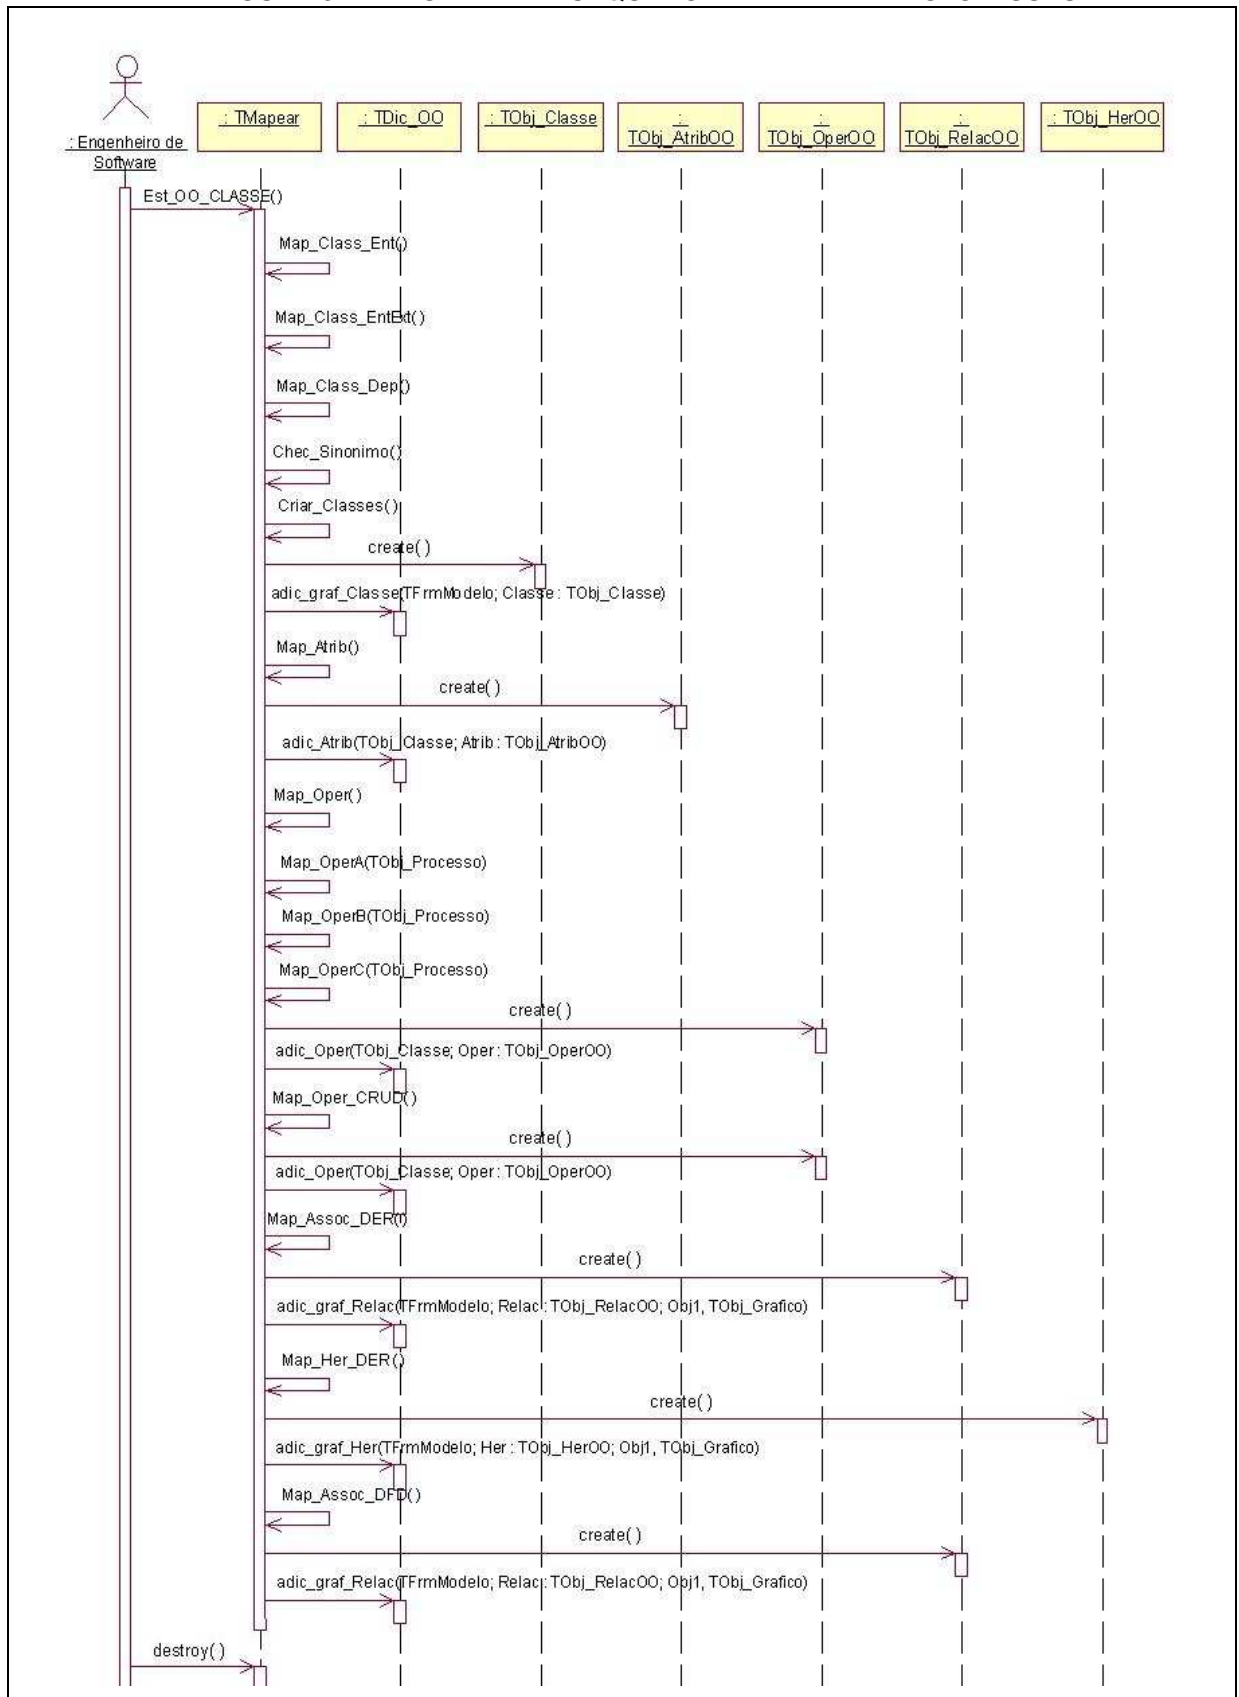 : TMapear
: TDic_OO
: TObj_Classe
:
TObj_AtribOO
:
TObj_OperOO
:
TObj_RelacOO
: TObj_HerOO
: Engenheiro de
Software
Est_OO_CLASSE()
Map_Class_Ent()
Map_Class_EntExt()
Map_Class_Dep()
Chec_Sinonimo()
Criar_Classes()
create( )
adic_graf_Classe(TFrmModelo; Classe : TObj_Classe)
Map_Atrib()
create( )
adic_Atrib(TObj_Classe; Atrib : TObj_AtribOO)
Map_Oper()
Map_OperA(TObj_Processo)
Map_OperB(TObj_Processo)
Map_OperC(TObj_Processo)
create( )
adic_Oper(TObj_Classe; Oper : TObj_OperOO)
Map_Oper_CRUD()
create( )
adic_Oper(TObj_Classe; Oper : TObj_OperOO)
Map_Assoc_DER()
create( )
adic_graf_Relac(TFrmModelo; Relac : TObj_RelacOO; Obj1, TObj_Grafico)
Map_Her_DER()
create( )
adic_graf_Her(TFrmModelo; Her : TObj_HerOO; Obj1, TObj_Grafico)
Map_Assoc_DFD()
create( )
adic_graf_Relac(TFrmModelo; Relac : TObj_RelacOO; Obj1, TObj_Grafico)
destroy( )